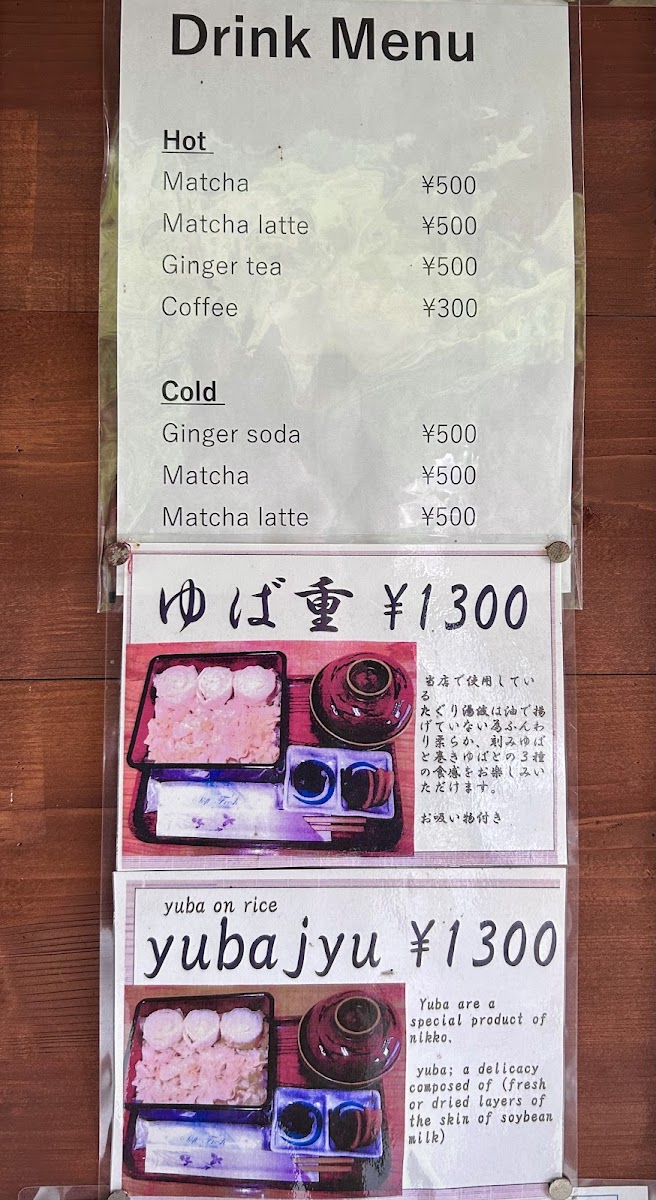 Drink Menu
Hot
Matcha ¥500
Matcha latte ¥500
Ginger tea ¥500
Coffee ¥300
Cold
Ginger soda ¥500
Matcha ¥500
Matcha latte ¥500
ゆば重 ¥1300
当店で使用してい
る
たぐり湯波は油で揚
げていない為ふんわ
り柔らか、刻みゆば
と巻きゆばとの3種
の食感をお楽しみい
ただけます。
お吸い物付き
yuba on rice
yubajyu ¥1300
Yuba are a
special product of
nikko.
yuba; a delicacy
composed of (fresh
or dried layers of
the skin of soybean
milk)